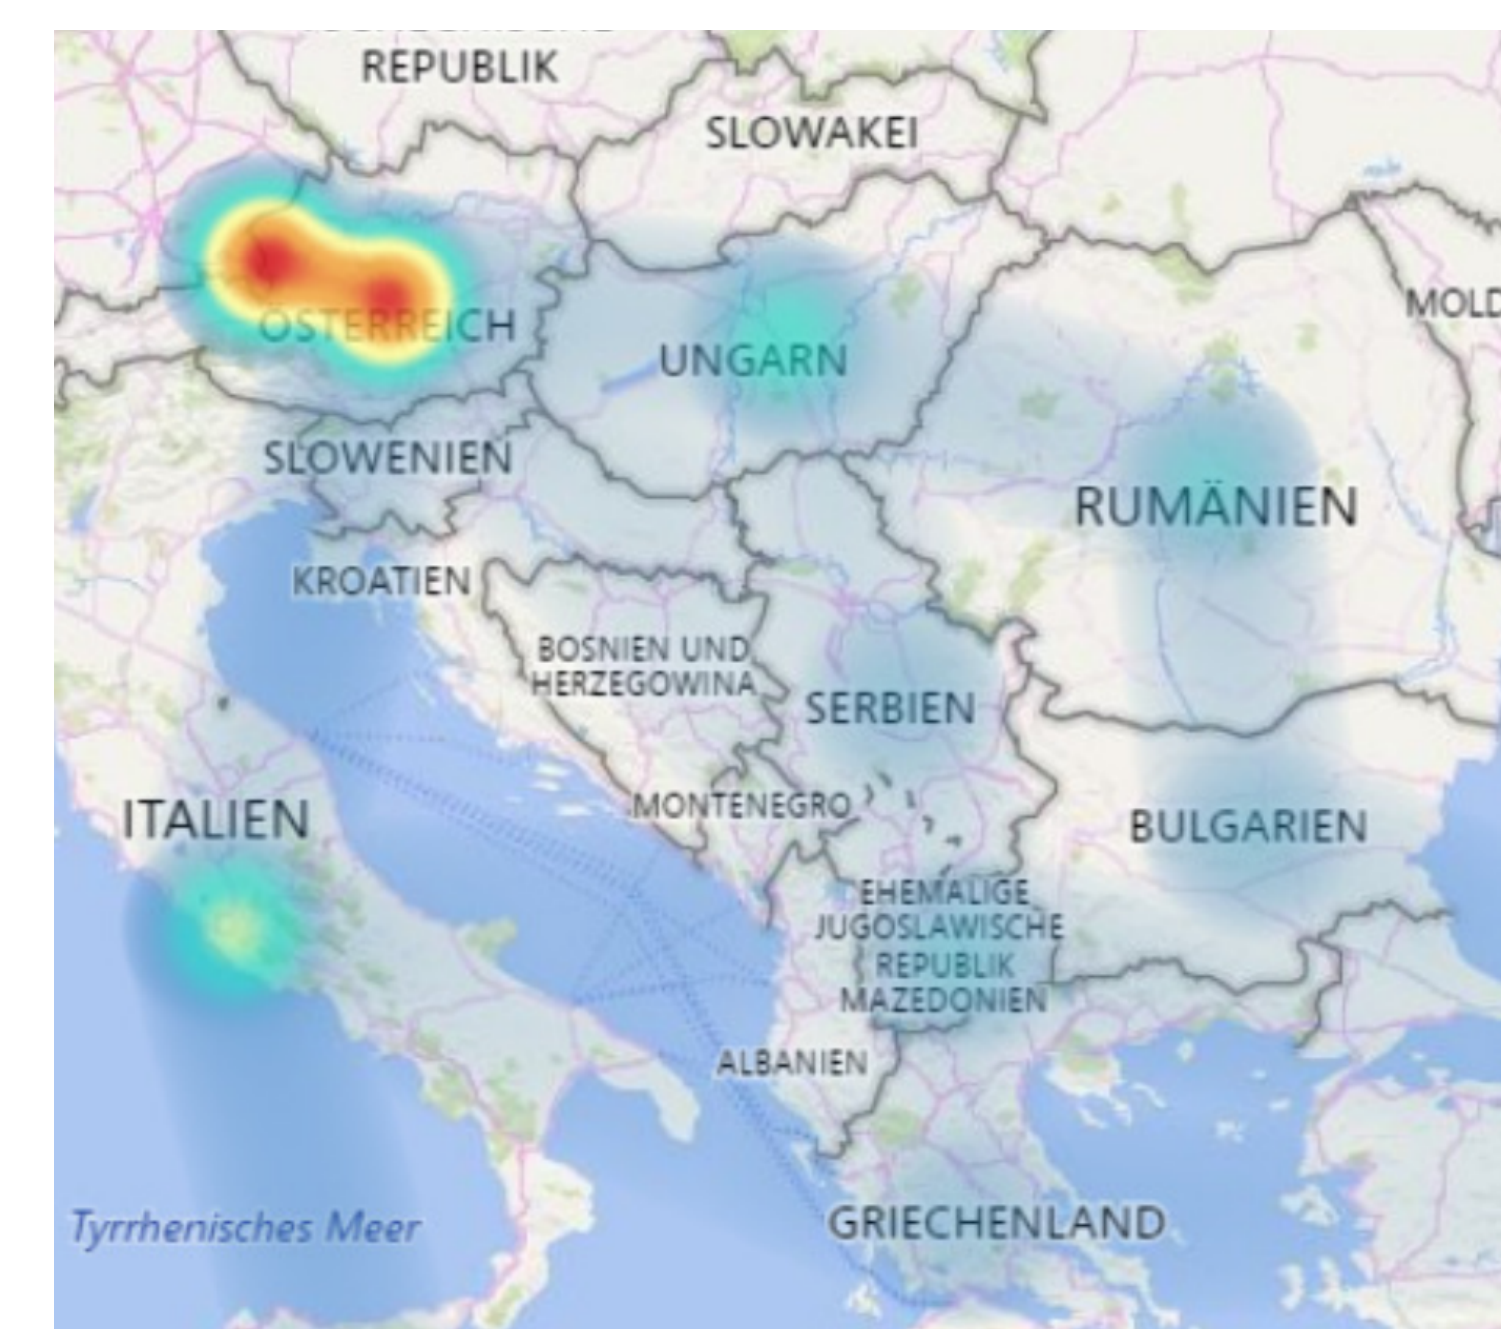 REPUBLIK
SLOWAKEI
MOLD
ÖSTERREICH
UNGARN
SLOWENIEN
RUMÄNIEN
KROATIEN
BOSNIEN UND
HERZEGOWINA
SERBIEN
MONTENEGRO
ITALIEN
BULGARIEN
EHEMALIGE
JUGOSLAWISCHE
REPUBLIK
MAZEDONIEN
ALBANIEN
Tyrrhenisches Meer
GRIECHENLAND